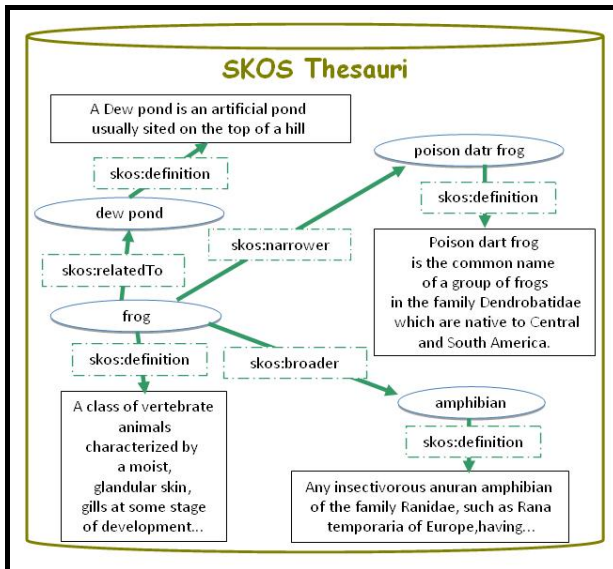 SKOS Thesauri
A Dew pond is an artificial pond
usually sited on the top of a hill
skos:definition
dew pond
skos:relatedTo
frog
skos:definition
A class of vertebrate
animals
characterized by
a moist,
glandular skin,
gills at some stage
of development...
skos:narrower
poison datr frog
skos:definition
Poison dart frog
is the common name
of a group of frogs
in the family Dendrobatidae
which are native to Central
and South America.
skos:broader
amphibian
skos:definition
Any insectivorous anuran amphibian
of the family Ranidae, such as Rana
temporaria of Europe,having...